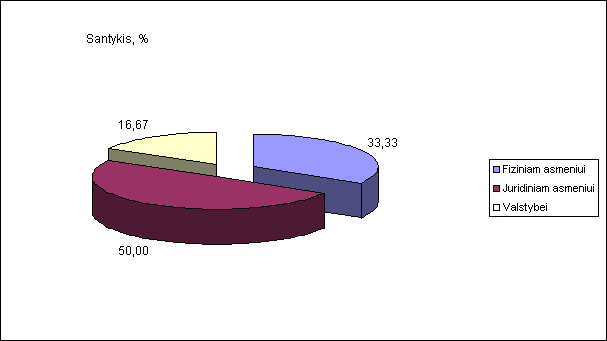 Santykis, %
16,67
33,33
50,00
Fiziniam asmeniui
Juridiniam asmeniui
Valstybei